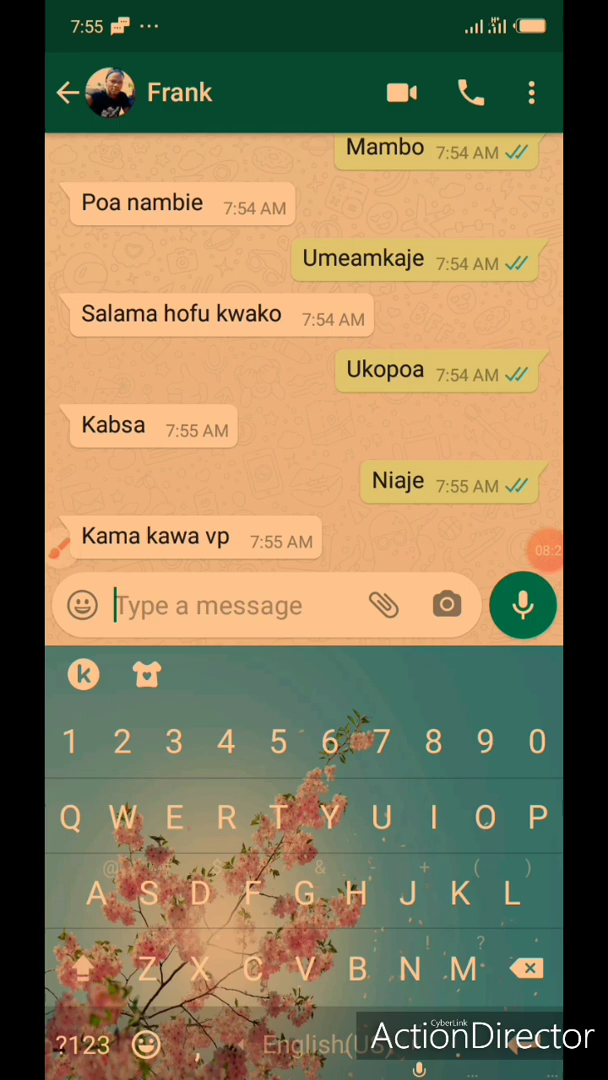 7:55
Frank
Mambo 7:54 AM
Poa nambie 7:54 AM
Umeamkaje 7:54 AM
Salama hofu kwako 7:54 AM
Ukopoa 7:54 AM
Kabsa 7:55 AM
Niaje 7:55 AM
Kama kawa vp 7:55 AM
08:2
Type a message
k
1 2 3 4 5 6 7 8 9 0
Q W E R T Y U I O P
@ $ & + ( )
A S D F G H J K L
! ?
Z X C V B N M
?123 , English(US) .
CyberLink
ActionDirector